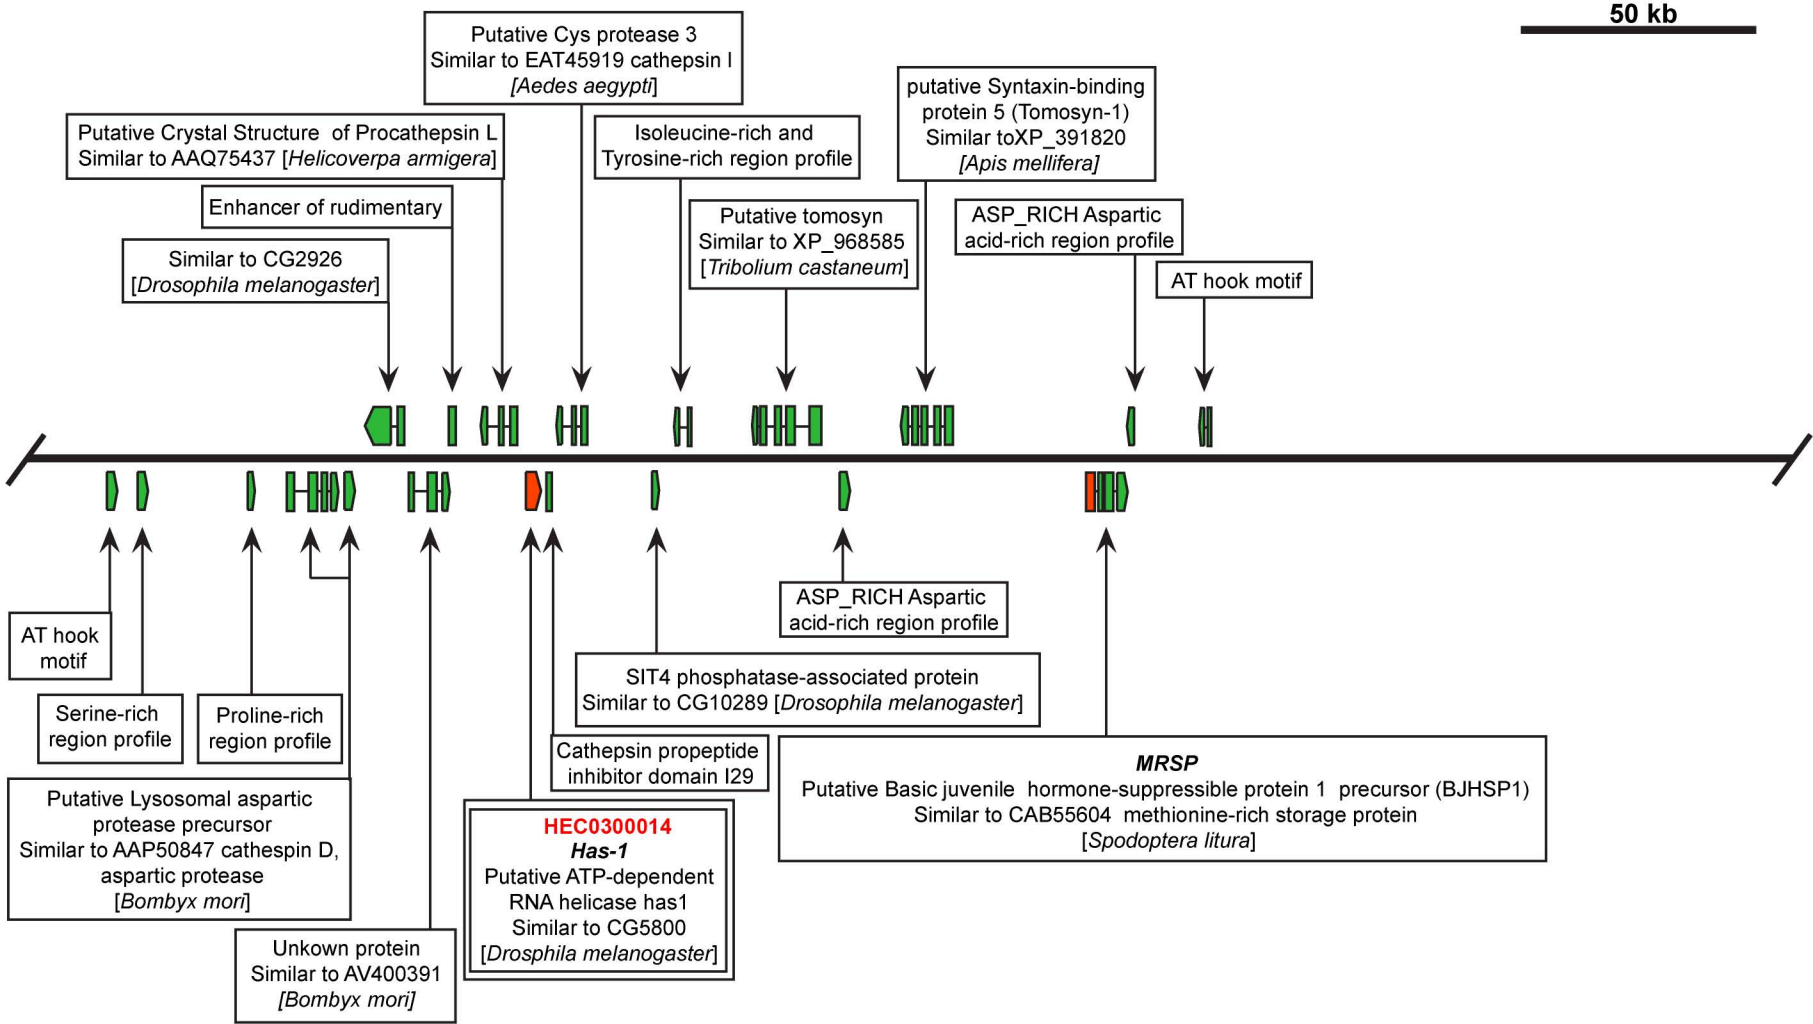 50 kb
Putative Cys protease 3
Similar to EAT45919 cathepsin l
[Aedes aegypti]
putative Syntaxin-binding
protein 5 (Tomosyn-1)
Similar toXP_391820
[Apis mellifera]
Putative Crystal Structure of Procathepsin L
Similar to AAQ75437 [Helicoverpa armigera]
Isoleucine-rich and
Tyrosine-rich region profile
Enhancer of rudimentary
Putative tomosyn
Similar to XP_968585
[Tribolium castaneum]
ASP_RICH Aspartic
acid-rich region profile
Similar to CG2926
[Drosophila melanogaster]
AT hook motif
AT hook
motif
ASP_RICH Aspartic
acid-rich region profile
SIT4 phosphatase-associated protein
Similar to CG10289 [Drosophila melanogaster]
Serine-rich
region profile
Proline-rich
region profile
Cathepsin propeptide
inhibitor domain I29
MRSP
Putative Basic juvenile hormone-suppressible protein 1 precursor (BJHSP1)
Similar to CAB55604 methionine-rich storage protein
[Spodoptera litura]
Putative Lysosomal aspartic
protease precursor
Similar to AAP50847 cathespin D,
aspartic protease
[Bombyx mori]
HEC0300014
Has-1
Putative ATP-dependent
RNA helicase has1
Similar to CG5800
[Drosphila melanogaster]
Unkown protein
Similar to AV400391
[Bombyx mori]